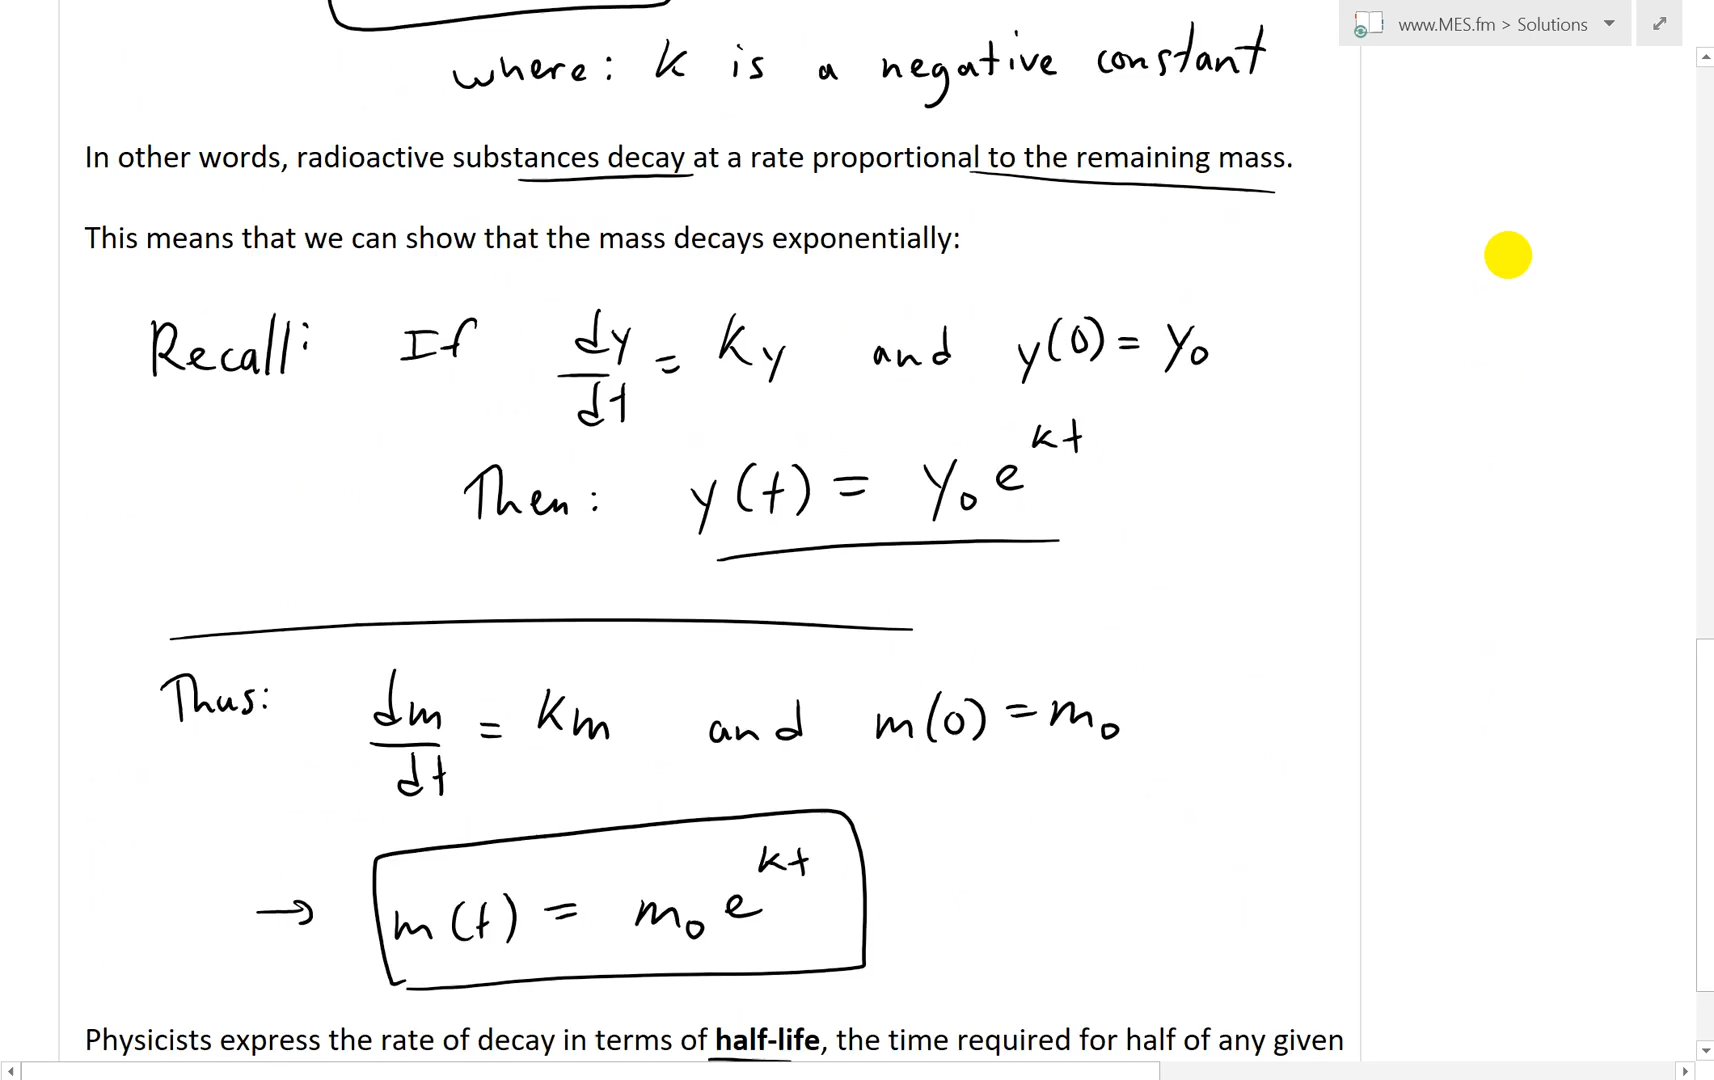 www.MES.fm > Solutions
where: k is a negative constant
In other words, radioactive substances decay at a rate proportional to the remaining mass.
This means that we can show that the mass decays exponentially:
Recall: If dy/dt = ky and y(0) = y₀
Then: y(t) = y₀ e^kt
Thus: dm/dt = km and m(0) = m₀
→ m(t) = m₀ e^kt
Physicists express the rate of decay in terms of half-life, the time required for half of any given